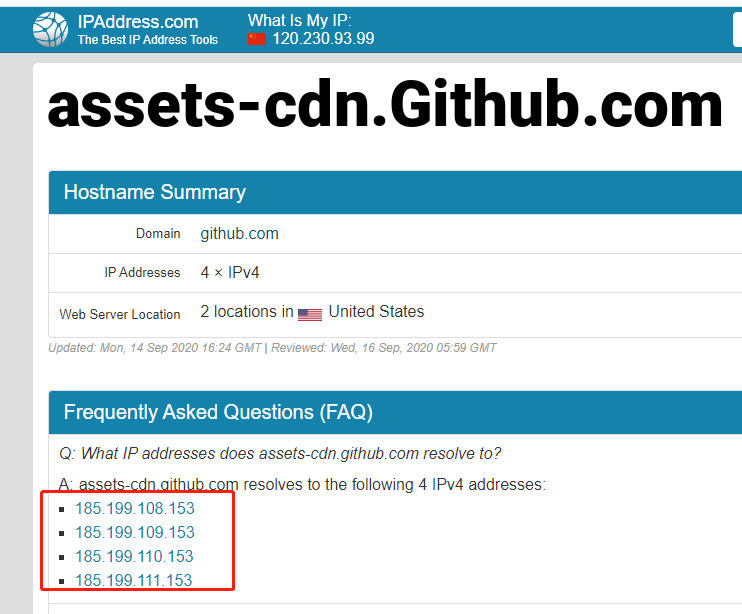 IPAddress.com
The Best IP Address Tools
What Is My IP:
120.230.93.99
assets-cdn.Github.com
Hostname Summary
Domain github.com
IP Addresses 4 × IPv4
Web Server Location 2 locations in United States
Updated: Mon, 14 Sep 2020 16:24 GMT | Reviewed: Wed, 16 Sep, 2020 05:59 GMT
Frequently Asked Questions (FAQ)
Q: What IP addresses does assets-cdn.github.com resolve to?
A: assets-cdn.github.com resolves to the following 4 IPv4 addresses:
185.199.108.153
185.199.109.153
185.199.110.153
185.199.111.153